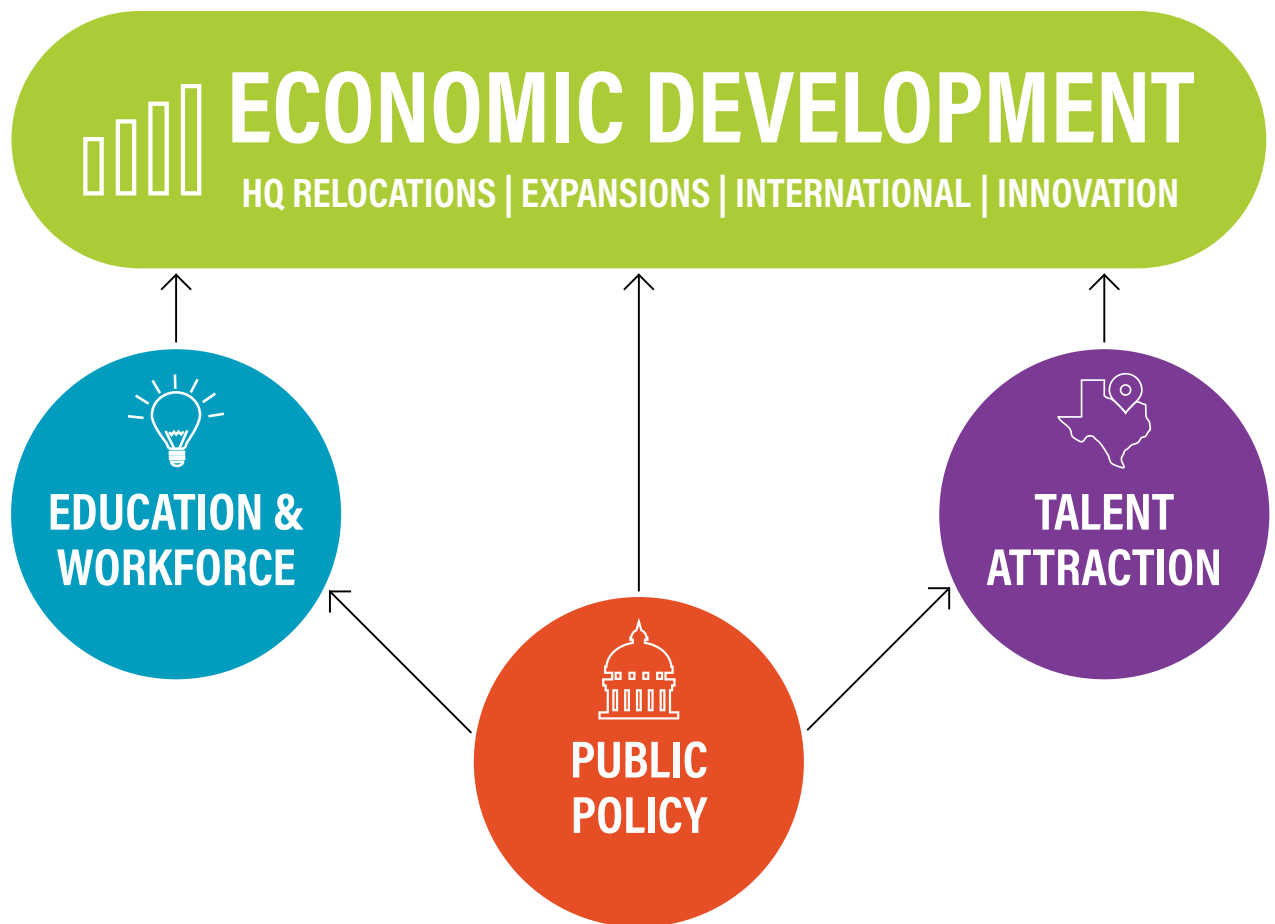 ECONOMIC DEVELOPMENT
HQ RELOCATIONS | EXPANSIONS | INTERNATIONAL | INNOVATION
EDUCATION &
WORKFORCE
TALENT
ATTRACTION
PUBLIC
POLICY